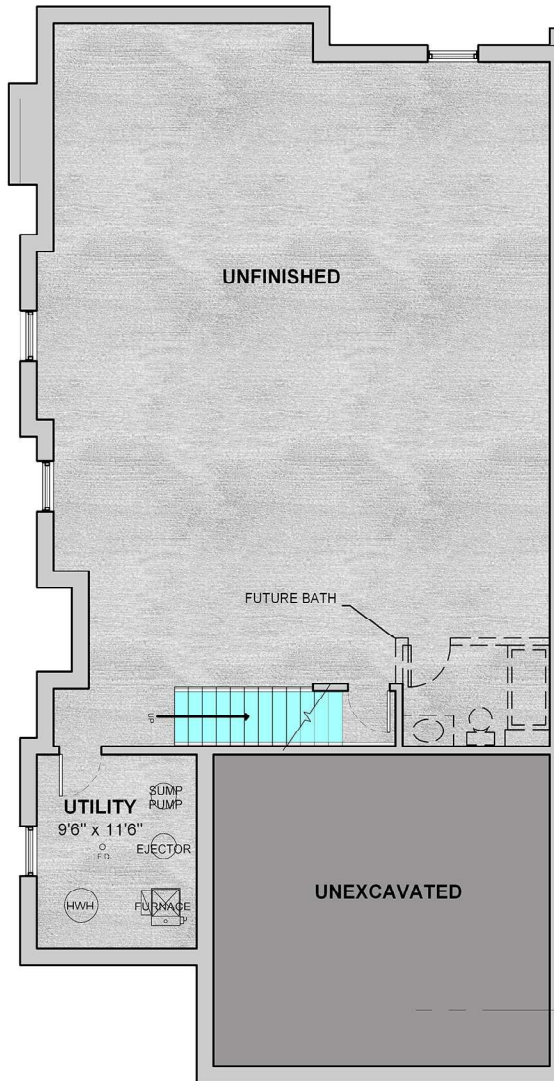 UNFINISHED
FUTURE BATH
UP
SUMP
PUMP
UTILITY
9'6" x 11'6"
EJECTOR
F.D.
HWH
FURNACE
UNEXCAVATED